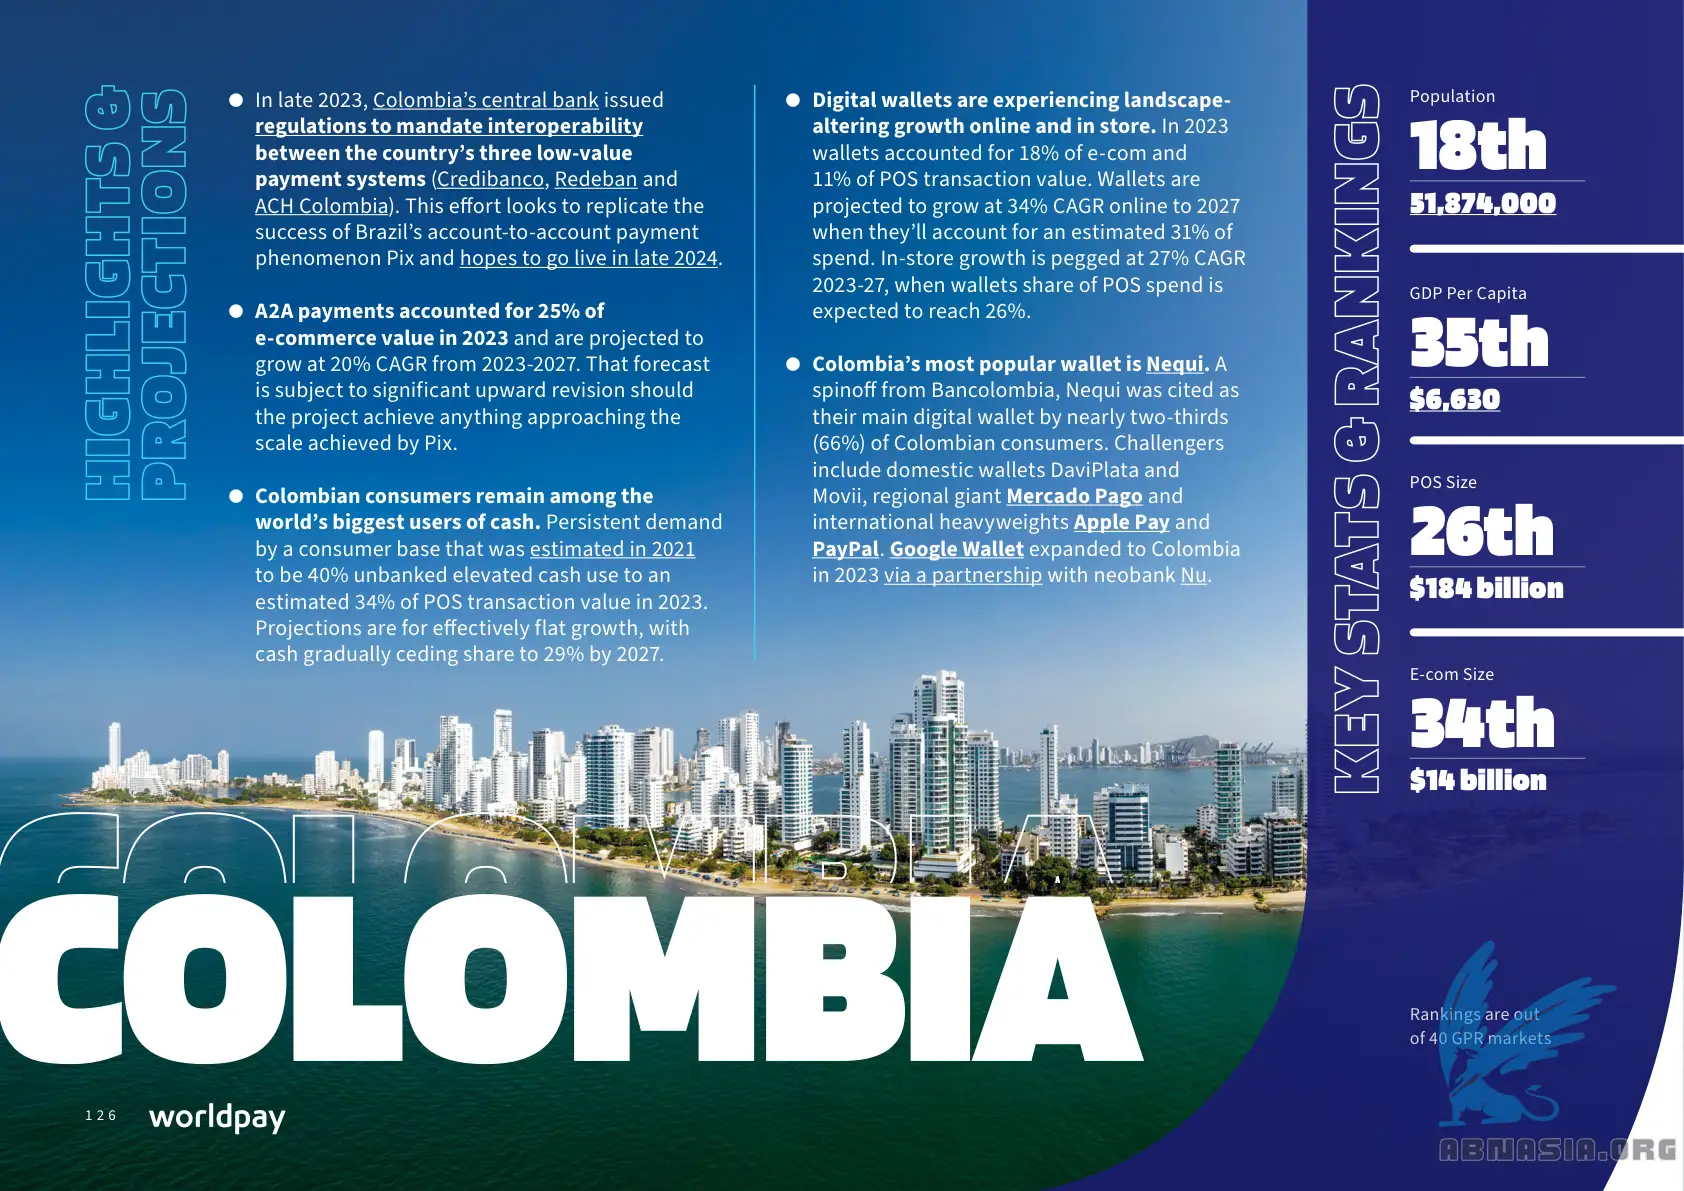 HIGHLIGHTS &
PROJECTIONS
In late 2023, Colombia’s central bank issued
regulations to mandate interoperability
between the country’s three low-value
payment systems (Credibanco, Redeban and
ACH Colombia). This effort looks to replicate the
success of Brazil’s account-to-account payment
phenomenon Pix and hopes to go live in late 2024.
A2A payments accounted for 25% of
e-commerce value in 2023 and are projected to
grow at 20% CAGR from 2023-2027. That forecast
is subject to significant upward revision should
the project achieve anything approaching the
scale achieved by Pix.
Colombian consumers remain among the
world’s biggest users of cash. Persistent demand
by a consumer base that was estimated in 2021
to be 40% unbanked elevated cash use to an
estimated 34% of POS transaction value in 2023.
Projections are for effectively flat growth, with
cash gradually ceding share to 29% by 2027.
Digital wallets are experiencing landscape-
altering growth online and in store. In 2023
wallets accounted for 18% of e-com and
11% of POS transaction value. Wallets are
projected to grow at 34% CAGR online to 2027
when they’ll account for an estimated 31% of
spend. In-store growth is pegged at 27% CAGR
2023-27, when wallets share of POS spend is
expected to reach 26%.
Colombia’s most popular wallet is Nequi. A
spinoff from Bancolombia, Nequi was cited as
their main digital wallet by nearly two-thirds
(66%) of Colombian consumers. Challengers
include domestic wallets DaviPlata and
Movii, regional giant Mercado Pago and
international heavyweights Apple Pay and
PayPal. Google Wallet expanded to Colombia
in 2023 via a partnership with neobank Nu.
KEY STATS & RANKINGS
Population
18th
51,874,000
GDP Per Capita
35th
$6,630
POS Size
26th
$184 billion
E-com Size
34th
$14 billion
COLOMBIA
COLOMBIA
Rankings are out
of 40 GPR markets
126 worldpay
ABNASIA.ORG